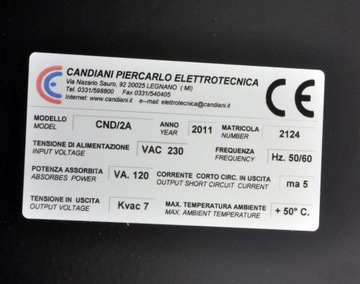 CANDIANI PIERCARLO ELETTROTECNICA
Via Nazario Sauro, 92 20025 LEGNANO ( MI )
Tel. 0331/598800 Fax 0331/540405
Internet: www.candiani.it e-mail: elettrotecnica@candiani.it
CE
MODELLO CND/2A ANNO 2011 MATRICOLA 2124
MODEL YEAR NUMBER
TENSIONE DI ALIMENTAZIONE VAC 230 FREQUENZA Hz. 50/60
INPUT VOLTAGE FREQUENCY
POTENZA ASSORBITA VA. 120 CORRENTE CORTO CIRC. IN USCITA ma 5
ABSORBES POWER OUTPUT SHORT CIRCUIT CURRENT
TENSIONE IN USCITA Kvac 7 MAX. TEMPERATURA AMBIENTE + 50° C.
OUTPUT VOLTAGE MAX. AMBIENT TEMPERATURE